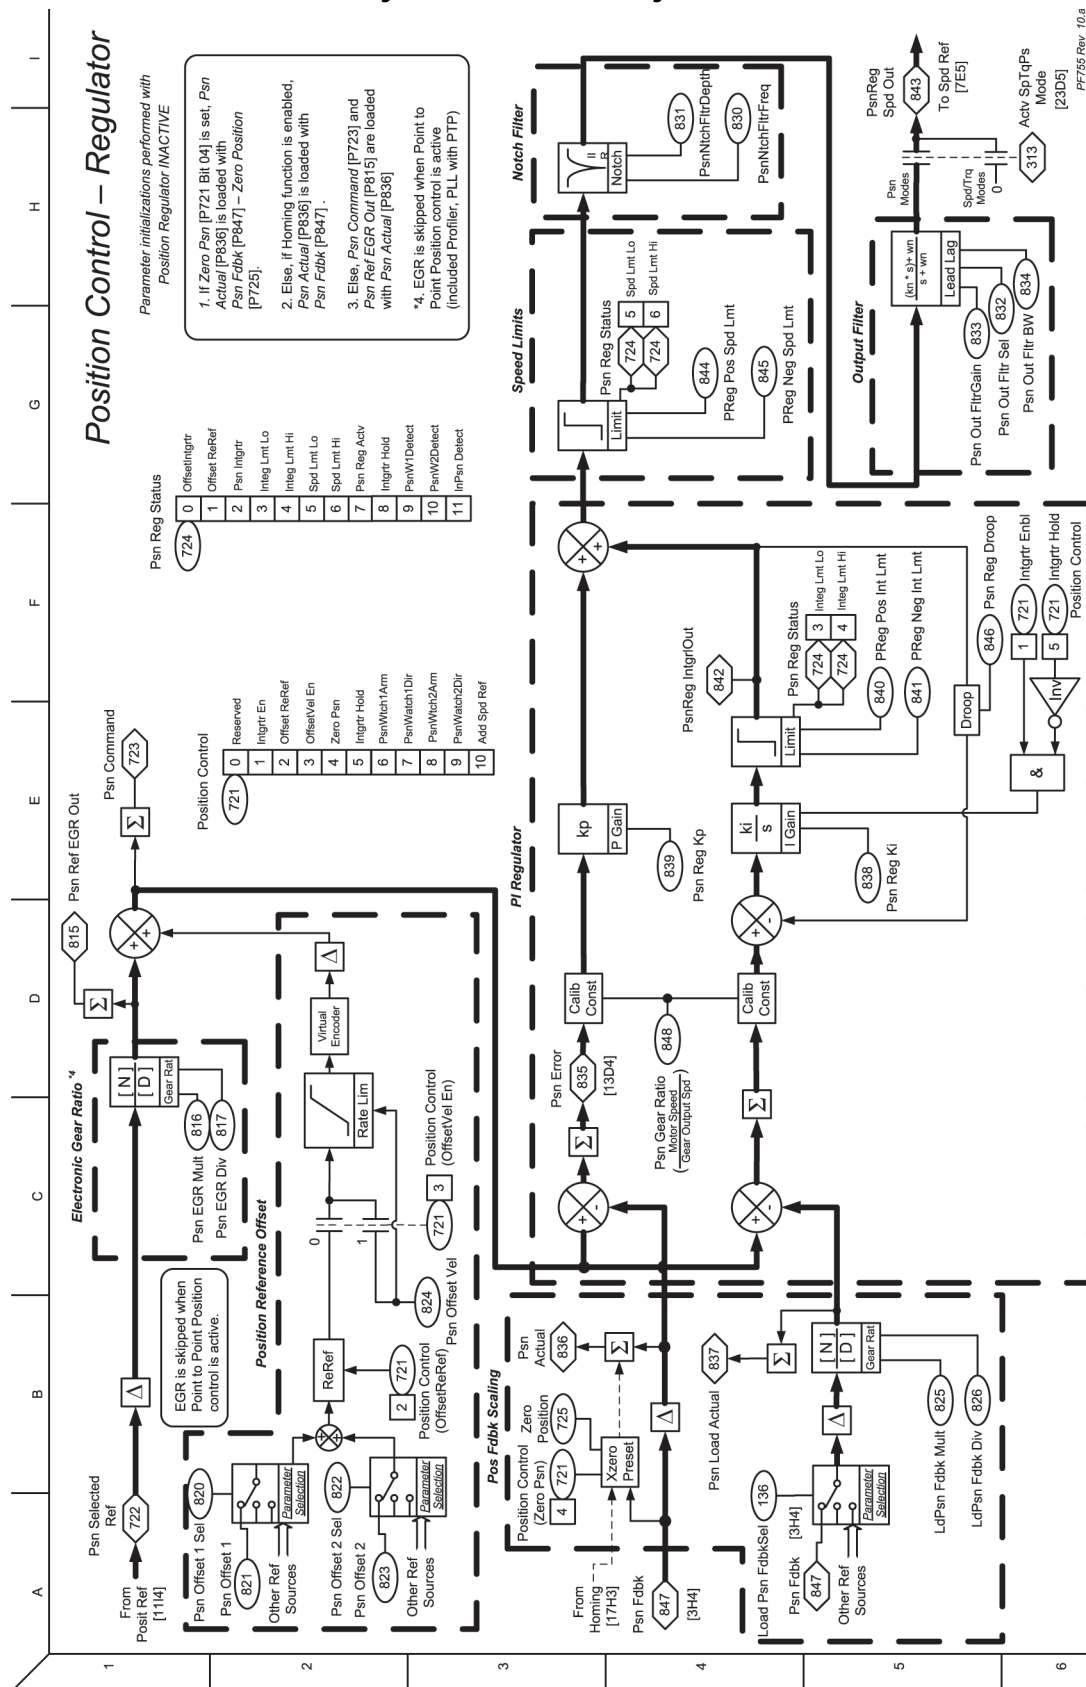 Position Control – Regulator
Parameter initializations performed with
Position Regulator INACTIVE
1. If Zero Psn [P721 Bit 04] is set, Psn
Actual [P836] is loaded with
Psn Fdbk [P847] – Zero Position
[P725].
2. Else, if Homing function is enabled,
Psn Actual [P836] is loaded with
Psn Fdbk [P847] .
3. Else, Psn Command [P723] and
Psn Ref EGR Out [P815] are loaded
with Psn Actual [P836]
*4. EGR is skipped when Point to
Point Position control is active
(included Profiler, PLL with PTP)
A
B
C
D
E
F
G
H
I
1
2
3
4
5
6
Psn Selected
Ref
From
Posit Ref
[11I4]
722
Δ
EGR is skipped when
Point to Point Position
control is active.
Electronic Gear Ratio *4
[ N ]
[ D ]
Gear Rat
816
817
Psn EGR Mult
Psn EGR Div
Σ
815
Psn Ref EGR Out
+
+
Σ
723
Psn Command
Position Control
721
0 Reserved
1 Intgrtr En
2 Offset ReRef
3 OffsetVel En
4 Zero Psn
5 Intgrtr Hold
6 PsnWtch1Arm
7 PsnWatch1Dir
8 PsnWtch2Arm
9 PsnWatch2Dir
10 Add Spd Ref
Psn Reg Status
724
0 OffsetIntgrtr
1 Offset ReRef
2 Psn Intgrtr
3 Integ Lmt Lo
4 Integ Lmt Hi
5 Spd Lmt Lo
6 Spd Lmt Hi
7 Psn Reg Actv
8 Intgrtr Hold
9 PsnW1Detect
10 PsnW2Detect
11 InPsn Detect
Position Reference Offset
Psn Offset 1 Sel
820
Psn Offset 1
821
Other Ref
Sources
Parameter
Selection
Psn Offset 2 Sel
822
Psn Offset 2
823
Other Ref
Sources
Parameter
Selection
+
+
ReRef
2
721
Position Control
(OffsetReRef)
824
Psn Offset Vel
0
1
721
3
Position Control
(OffsetVel En)
Rate Lim
Virtual
Encoder
Δ
Pos Fdbk Scaling
Position Control
(Zero Psn)
4
721
Zero
Position
725
Psn
Actual
836
From
Homing
[17H3]
Xzero
Preset
Σ
Psn Fdbk
847
[3H4]
Δ
Psn Load Actual
837
Σ
Load Psn FdbkSel
136
[3H4]
Psn Fdbk
847
Other Ref
Sources
Parameter
Selection
Δ
[ N ]
[ D ]
Gear Rat
825
LdPsn Fdbk Mult
826
LdPsn Fdbk Div
PI Regulator
+
-
Σ
Psn Error
835
[13D4]
Calib
Const
848
Psn Gear Ratio
( Motor Speed
Gear Output Spd )
+
-
Σ
Calib
Const
+
-
kp
P Gain
839
Psn Reg Kp
ki
s
I Gain
838
Psn Reg Ki
PsnReg IntgrlOut
842
Limit
Psn Reg Status
724 3 Integ Lmt Lo
724 4 Integ Lmt Hi
840
PReg Pos Int Lmt
841
PReg Neg Int Lmt
Droop
846
Psn Reg Droop
&
1 721 Intgrtr Enbl
Inv
5 721 Intgrtr Hold
Position Control
+
+
Speed Limits
Limit
Psn Reg Status
724 5 Spd Lmt Lo
724 6 Spd Lmt Hi
844
PReg Pos Spd Lmt
845
PReg Neg Spd Lmt
Notch Filter
II
R
Notch
831
PsnNtchFltrDepth
830
PsnNtchFltrFreq
Output Filter
(kn * s)+ wn
s + wn
Lead Lag
833
Psn Out FltrGain
832
Psn Out Fltr Sel
834
Psn Out Fltr BW
Psn
Modes
Spd/Trq
Modes
0
PsnReg
Spd Out
843
To Spd Ref
[7E5]
313
Actv SpTqPs
Mode
[23D5]
PF755 Rev 10.a